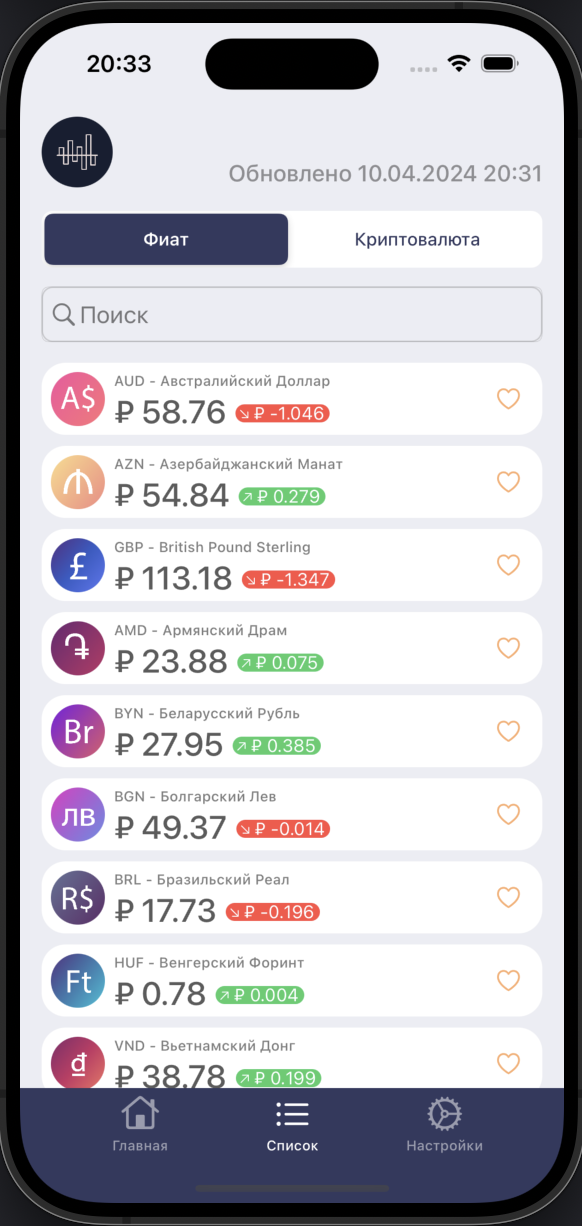 20:33
Обновлено 10.04.2024 20:31
Фиат
Криптовалюта
Поиск
A$
AUD - Австралийский Доллар
₽ 58.76 ↘ ₽ -1.046
₼
AZN - Азербайджанский Манат
₽ 54.84 ↗ ₽ 0.279
£
GBP - British Pound Sterling
₽ 113.18 ↘ ₽ -1.347
֏
AMD - Армянский Драм
₽ 23.88 ↗ ₽ 0.075
Br
BYN - Беларусский Рубль
₽ 27.95 ↗ ₽ 0.385
лв
BGN - Болгарский Лев
₽ 49.37 ↘ ₽ -0.014
R$
BRL - Бразильский Реал
₽ 17.73 ↘ ₽ -0.196
Ft
HUF - Венгерский Форинт
₽ 0.78 ↗ ₽ 0.004
₫
VND - Вьетнамский Донг
₽ 38.78 ↗ ₽ 0.199
Главная
Список
Настройки